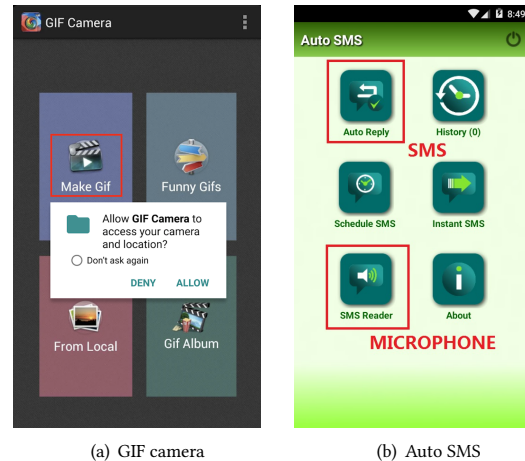 GIF Camera
Make Gif
Funny Gifs
Allow GIF Camera to
access your camera
and location?
Don't ask again
DENY ALLOW
From Local
Gif Album
(a) GIF camera
8:49
Auto SMS
Auto Reply
History (0)
SMS
Schedule SMS
Instant SMS
SMS Reader
About
MICROPHONE
(b) Auto SMS